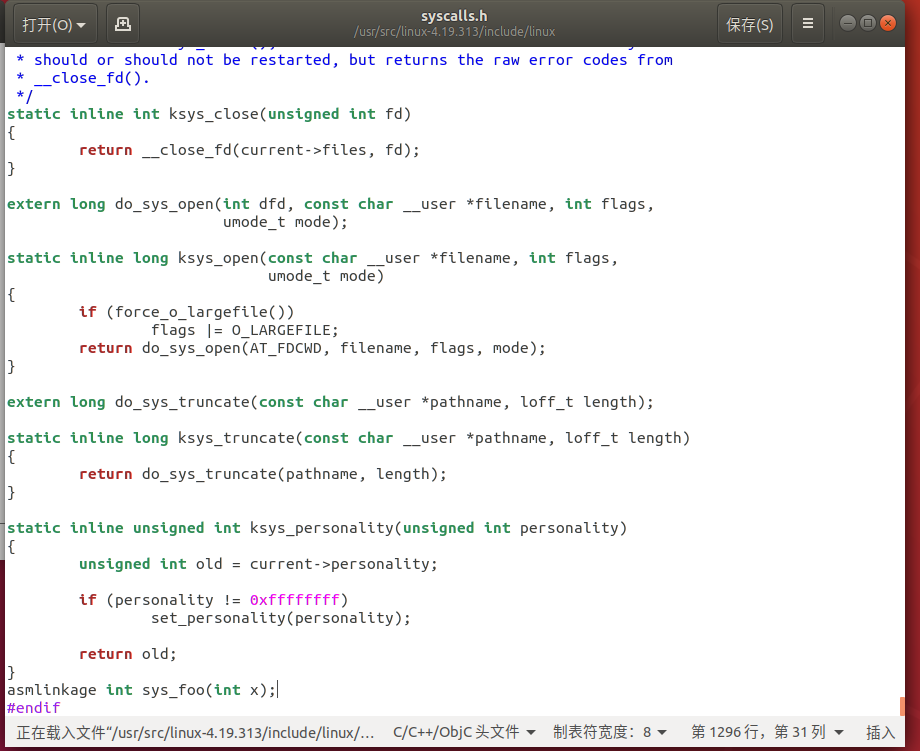 打开(O)
syscalls.h
/usr/src/linux-4.19.313/include/linux
保存(S)
* should or should not be restarted, but returns the raw error codes from
* __close_fd().
*/
static inline int ksys_close(unsigned int fd)
{
return __close_fd(current->files, fd);
}
extern long do_sys_open(int dfd, const char __user *filename, int flags,
umode_t mode);
static inline long ksys_open(const char __user *filename, int flags,
umode_t mode)
{
if (force_o_largefile())
flags |= O_LARGEFILE;
return do_sys_open(AT_FDCWD, filename, flags, mode);
}
extern long do_sys_truncate(const char __user *pathname, loff_t length);
static inline long ksys_truncate(const char __user *pathname, loff_t length)
{
return do_sys_truncate(pathname, length);
}
static inline unsigned int ksys_personality(unsigned int personality)
{
unsigned int old = current->personality;
if (personality != 0xffffffff)
set_personality(personality);
return old;
}
asmlinkage int sys_foo(int x);
#endif
正在载入文件“/usr/src/linux-4.19.313/include/linux/… C/C++/ObjC 头文件 制表符宽度: 8 第 1296 行, 第 31 列 插入